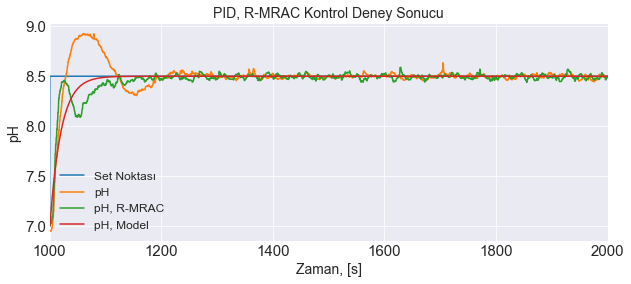 PID, R-MRAC Kontrol Deney Sonucu
9.0
8.5
8.0
7.5
7.0
pH
Set Noktası
pH
pH, R-MRAC
pH, Model
1000 1200 1400 1600 1800 2000
Zaman, [s]